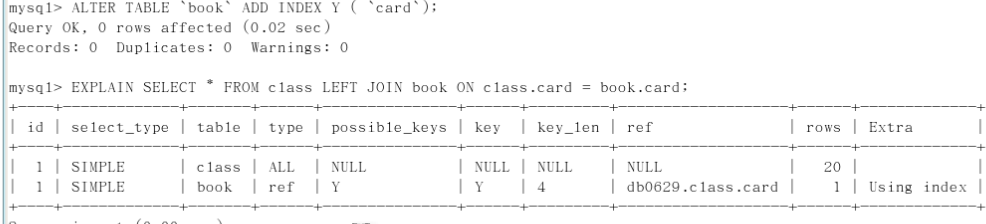 mysql> ALTER TABLE `book` ADD INDEX Y ( `card`);
Query OK, 0 rows affected (0.02 sec)
Records: 0  Duplicates: 0  Warnings: 0
mysql> EXPLAIN SELECT * FROM class LEFT JOIN book ON class.card = book.card;
+----+-------------+-------+------+---------------+------+---------+-------------------+------+-------------+
| id | select_type | table | type | possible_keys | key | key_len | ref | rows | Extra |
+----+-------------+-------+------+---------------+------+---------+-------------------+------+-------------+
| 1 | SIMPLE | class | ALL | NULL | NULL | NULL | NULL | 20 | |
| 1 | SIMPLE | book | ref | Y | Y | 4 | db0629.class.card | 1 | Using index |
+----+-------------+-------+------+---------------+------+---------+-------------------+------+-------------+